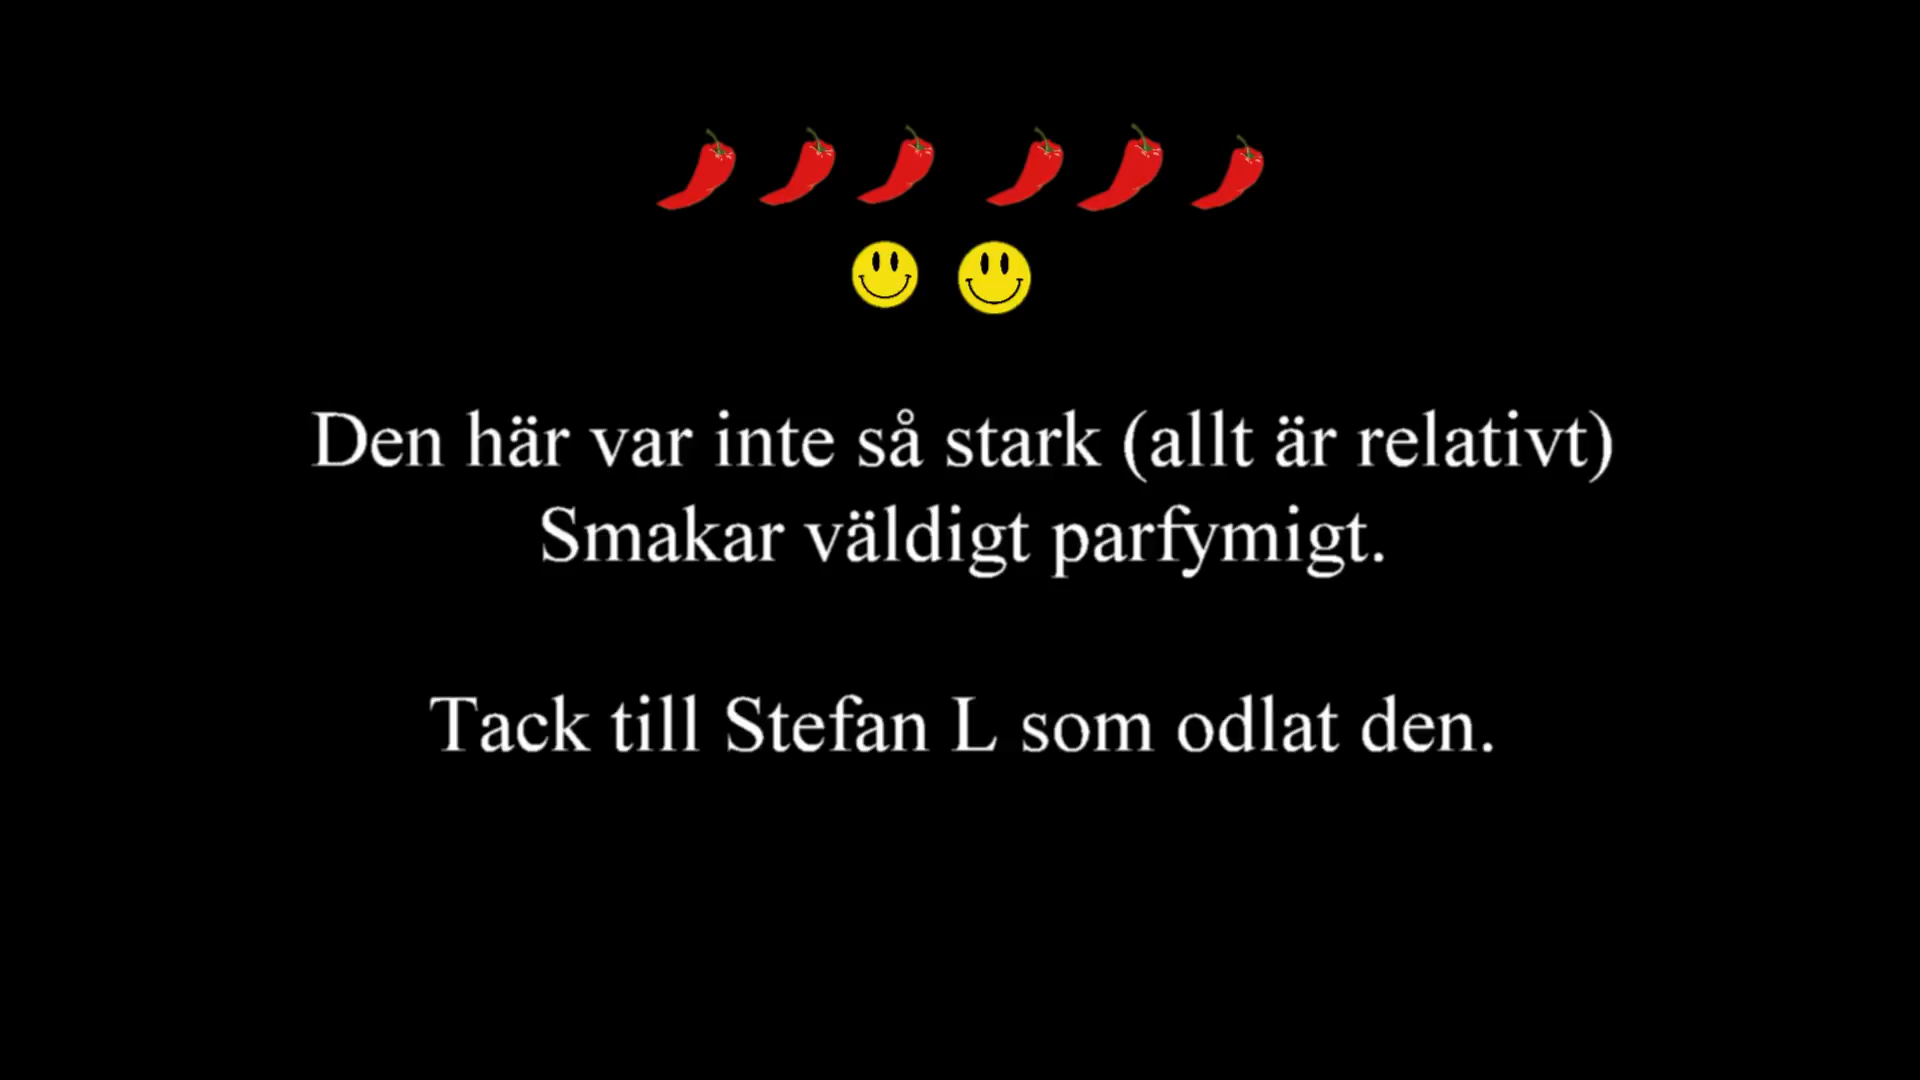 Den här var inte så stark (allt är relativt)
Smakar väldigt parfymigt.
Tack till Stefan L som odlat den.